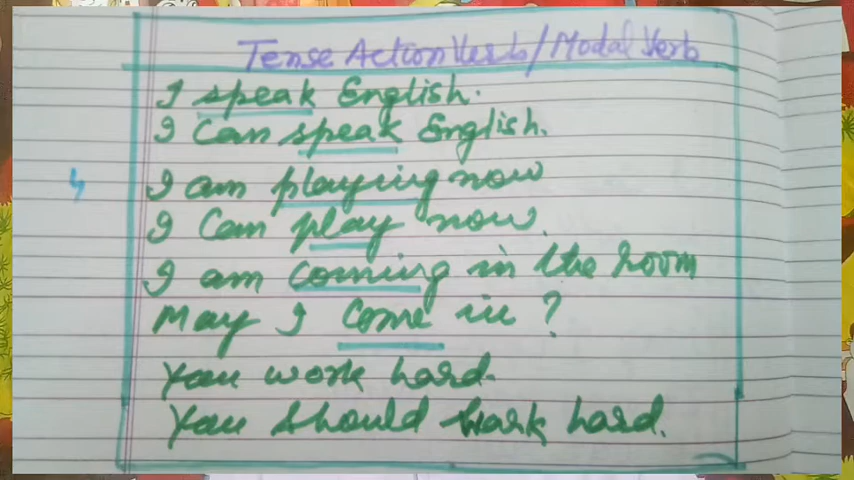 Tense Action Verb/Modal Verb
I speak English.
I Can speak English.
I am playing now
I Can play now.
I am coming in the room
May I Come in ?
You work hard.
You should work hard.